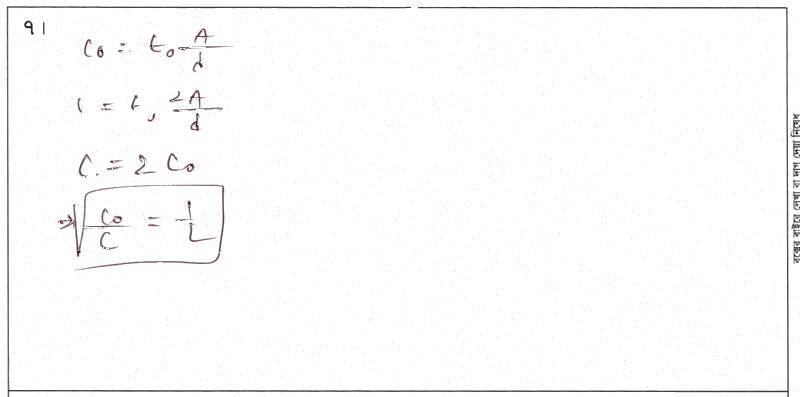 ৭।
C₀ = ε₀ A/d
C = ε₀ 2A/d
C = 2 C₀
⇒ C₀/C = 1/2
বক্সের বাইরে লেখা বা দাগ দেয়া নিষেধ